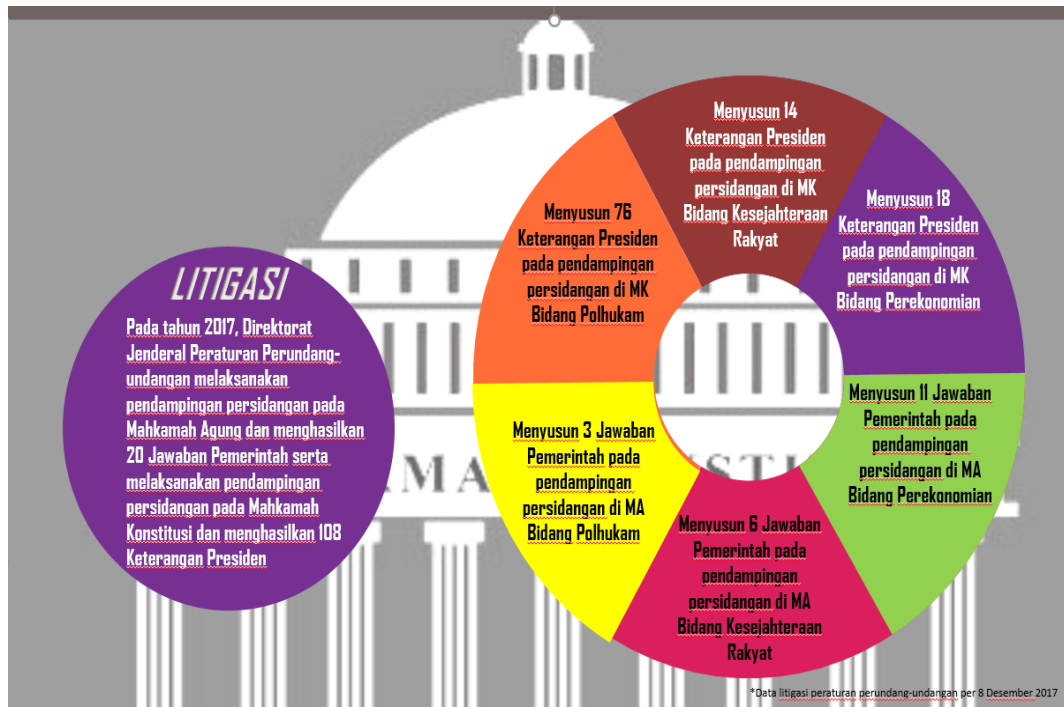 LITIGASI
Pada tahun 2017, Direktorat
Jenderal Peraturan Perundang-
undangan melaksanakan
pendampingan persidangan pada
Mahkamah Agung dan menghasilkan
20 Jawaban Pemerintah serta
melaksanakan pendampingan
persidangan pada Mahkamah
Konstitusi dan menghasilkan 108
Keterangan Presiden
Menyusun 14
Keterangan Presiden
pada pendampingan
persidangan di MK
Bidang Kesejahteraan
Rakyat
Menyusun 18
Keterangan Presiden
pada pendampingan
persidangan di MK
Bidang Perekonomian
Menyusun 11 Jawaban
Pemerintah pada
pendampingan
persidangan di MA
Bidang Perekonomian
Menyusun 6 Jawaban
Pemerintah pada
pendampingan
persidangan di MA
Bidang Kesejahteraan
Rakyat
Menyusun 3 Jawaban
Pemerintah pada
pendampingan
persidangan di MA
Bidang Polhukam
Menyusun 76
Keterangan Presiden
pada pendampingan
persidangan di MK
Bidang Polhukam
*Data litigasi peraturan perundang-undangan per 8 Desember 2017